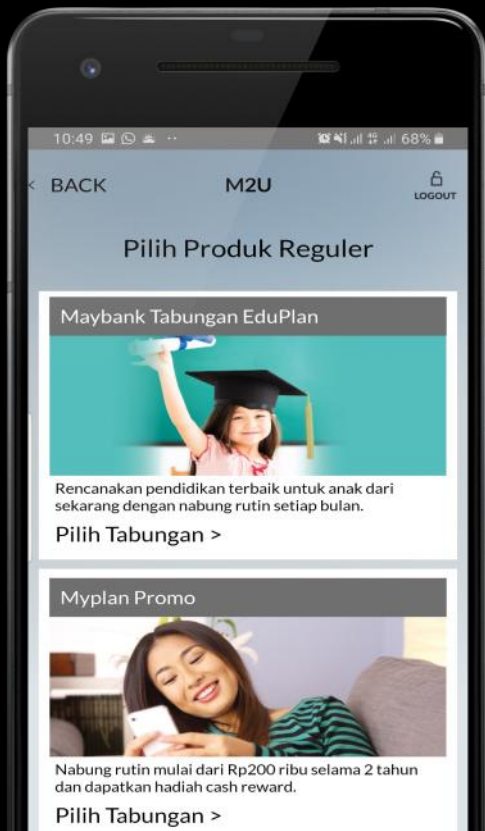 10:49
4G 68%
< BACK M2U LOGOUT
Pilih Produk Reguler
Maybank Tabungan EduPlan
Rencanakan pendidikan terbaik untuk anak dari
sekarang dengan nabung rutin setiap bulan.
Pilih Tabungan >
Myplan Promo
Nabung rutin mulai dari Rp200 ribu selama 2 tahun
dan dapatkan hadiah cash reward.
Pilih Tabungan >